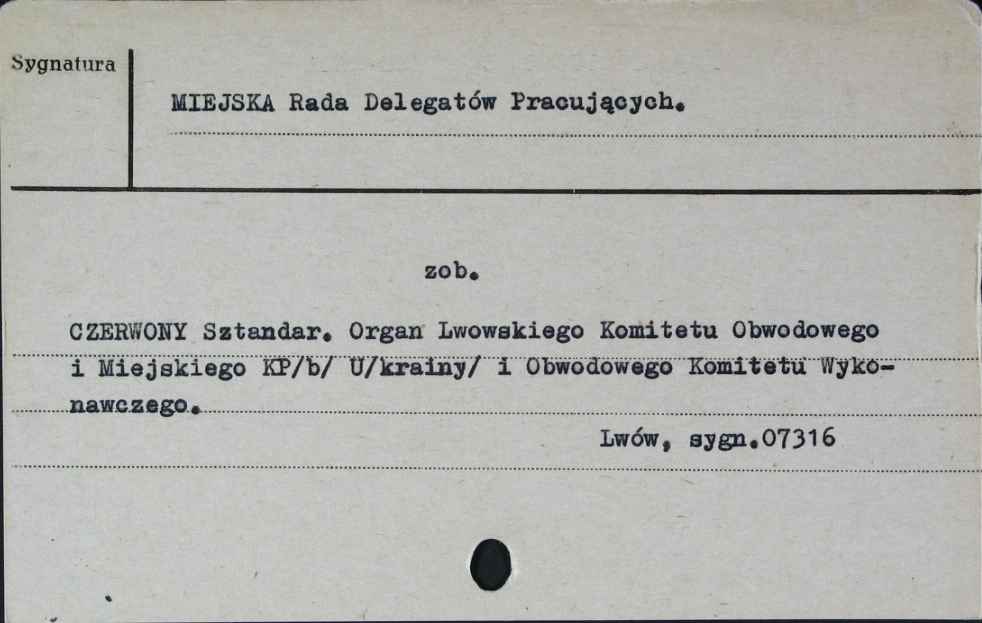 Sygnatura
MIEJSKA Rada Delegatów Pracujących.
zob.
CZERWONY Sztandar. Organ Lwowskiego Komitetu Obwodowego
i Miejskiego KP/b/ U/krainy/ i Obwodowego Komitetu Wyko-
nawczego.
Lwów, sygn.07316